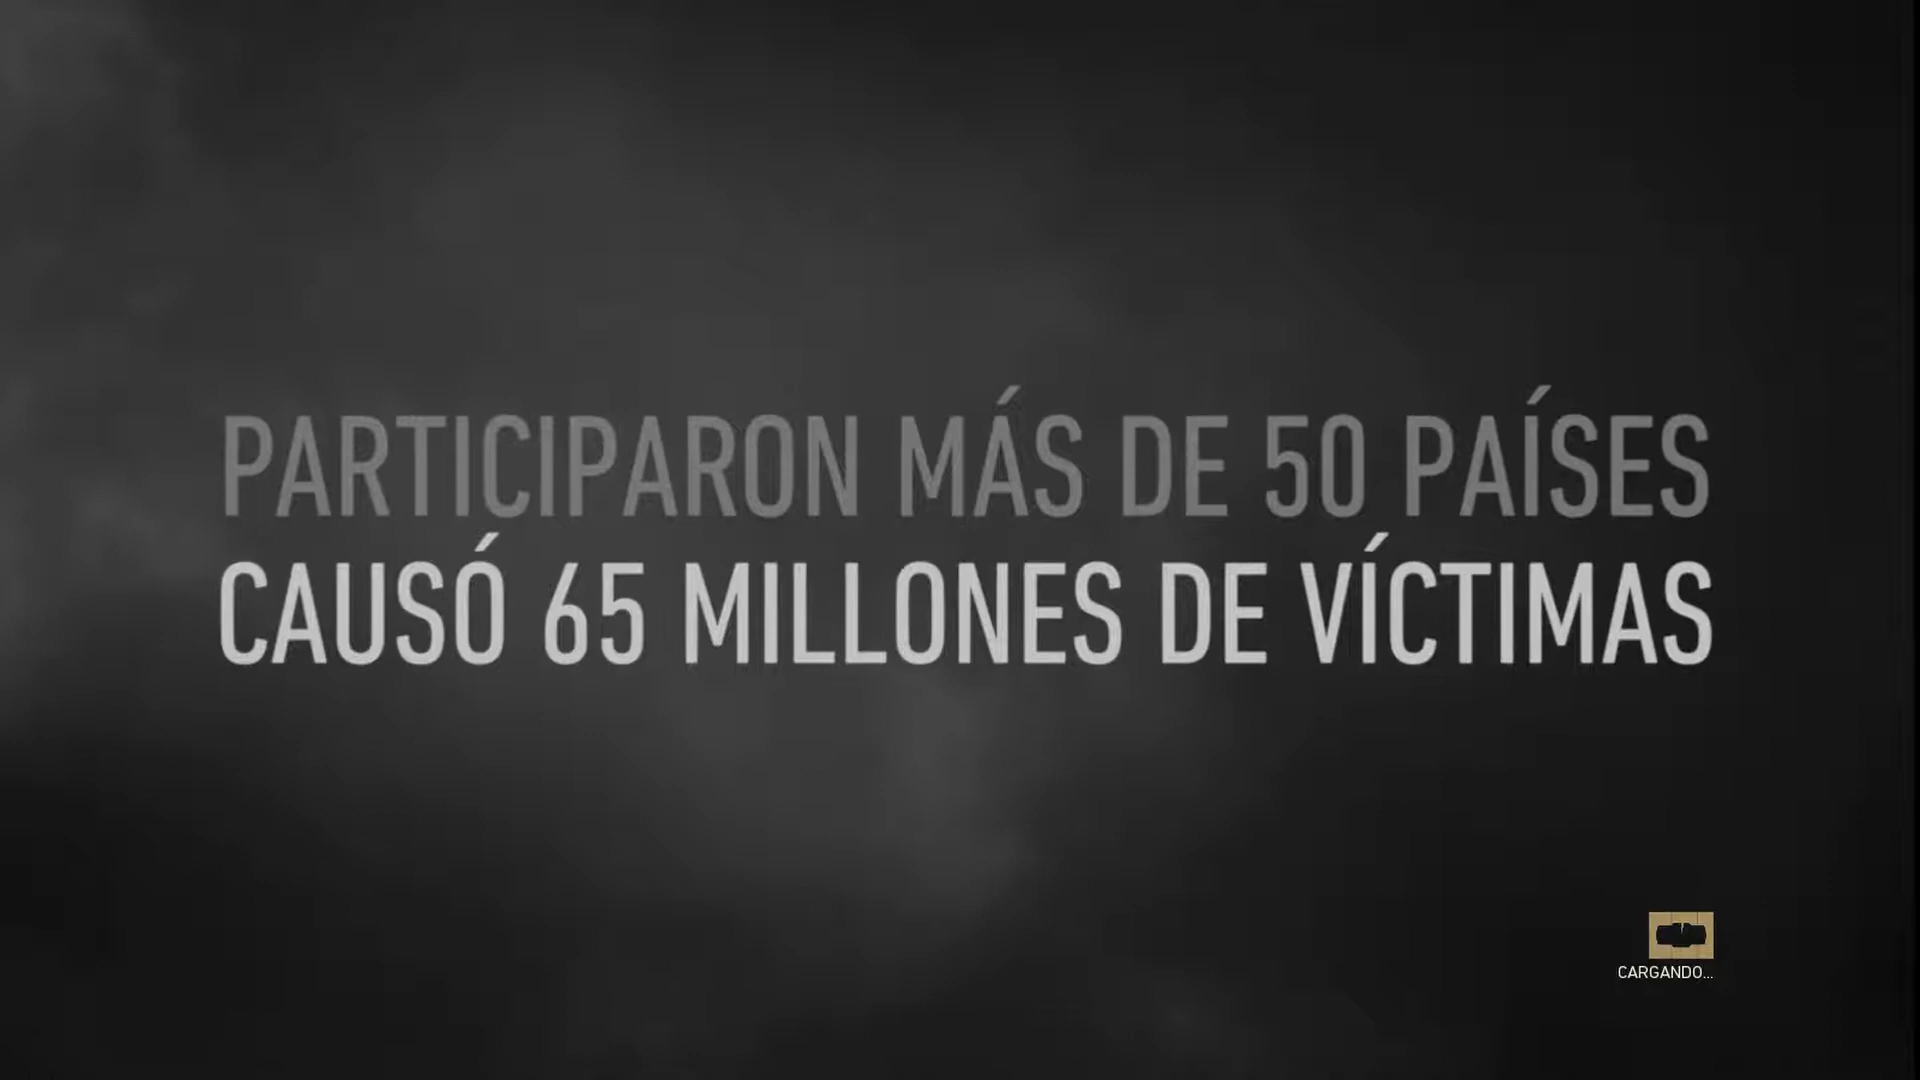 PARTICIPARON MÁS DE 50 PAÍSES
CAUSÓ 65 MILLONES DE VÍCTIMAS
CARGANDO...